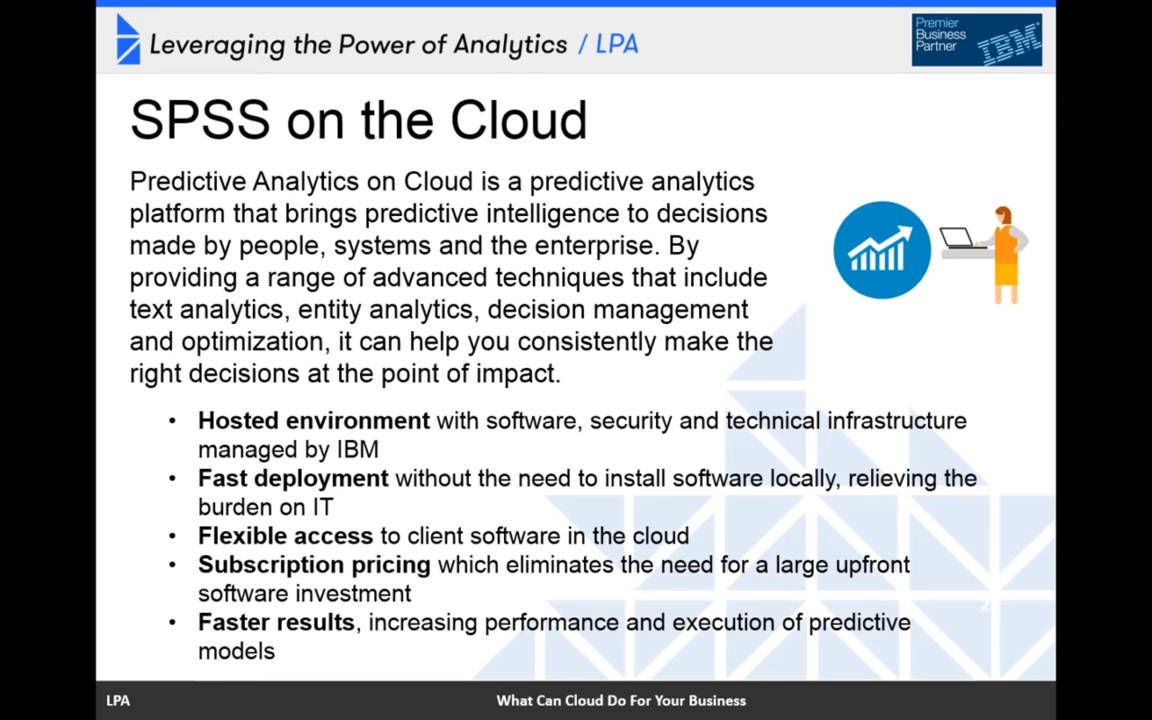 Leveraging the Power of Analytics / LPA
Premier
Business
Partner
IBM
SPSS on the Cloud
Predictive Analytics on Cloud is a predictive analytics
platform that brings predictive intelligence to decisions
made by people, systems and the enterprise. By
providing a range of advanced techniques that include
text analytics, entity analytics, decision management
and optimization, it can help you consistently make the
right decisions at the point of impact.
• Hosted environment with software, security and technical infrastructure
managed by IBM
• Fast deployment without the need to install software locally, relieving the
burden on IT
• Flexible access to client software in the cloud
• Subscription pricing which eliminates the need for a large upfront
software investment
• Faster results, increasing performance and execution of predictive
models
LPA
What Can Cloud Do For Your Business